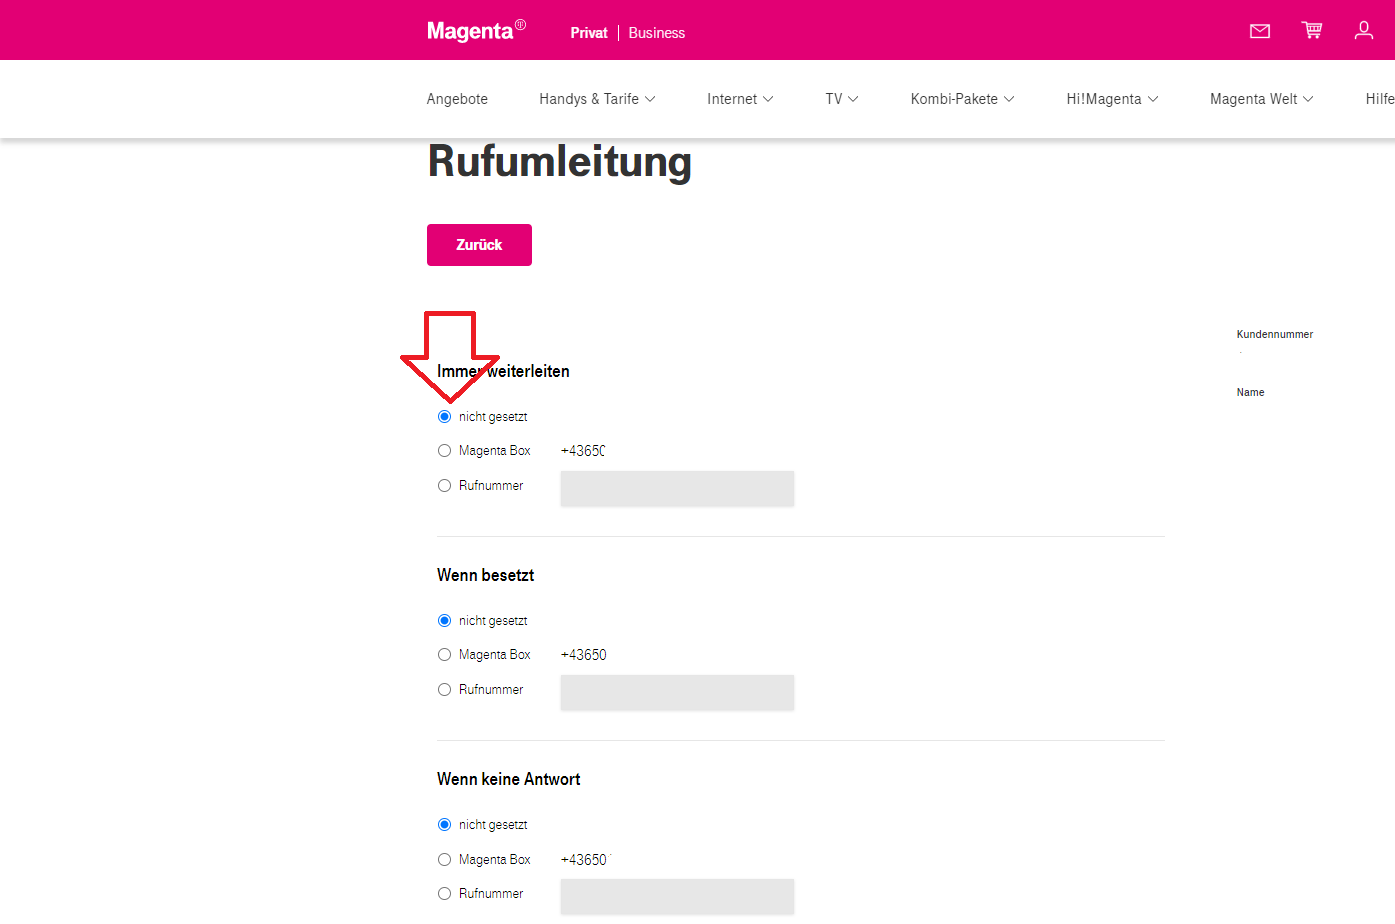 Magenta Privat Business
Angebote Handys & Tarife Internet TV Kombi-Pakete Hi!Magenta Magenta Welt Hilfe
Rufumleitung
Zurück
Kundennummer
Name
Immer weiterleiten
nicht gesetzt
Magenta Box +43650
Rufnummer
Wenn besetzt
nicht gesetzt
Magenta Box +43650
Rufnummer
Wenn keine Antwort
nicht gesetzt
Magenta Box +43650
Rufnummer